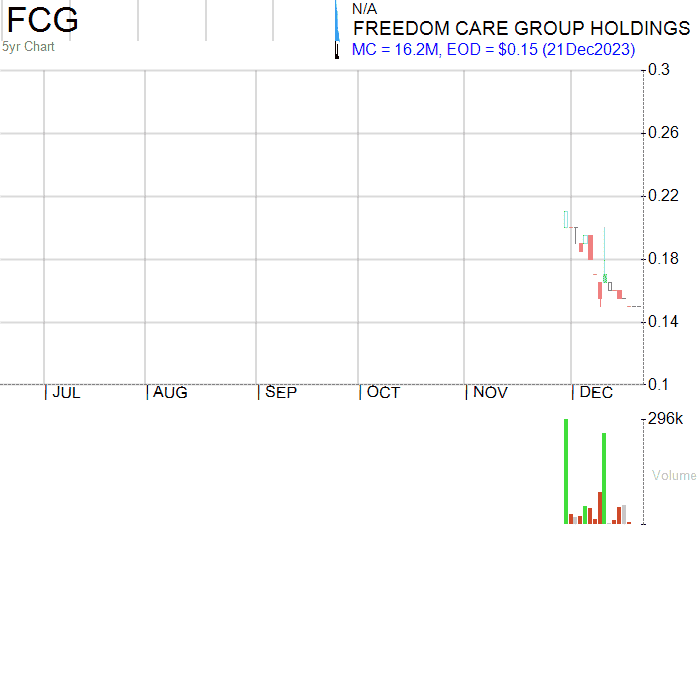 FCG
5yr Chart
N/A
FREEDOM CARE GROUP HOLDINGS
MC = 16.2M, EOD = $0.15 (21Dec2023)
0.3
0.26
0.22
0.18
0.14
0.1
JUL AUG SEP OCT NOV DEC
296k
Volume